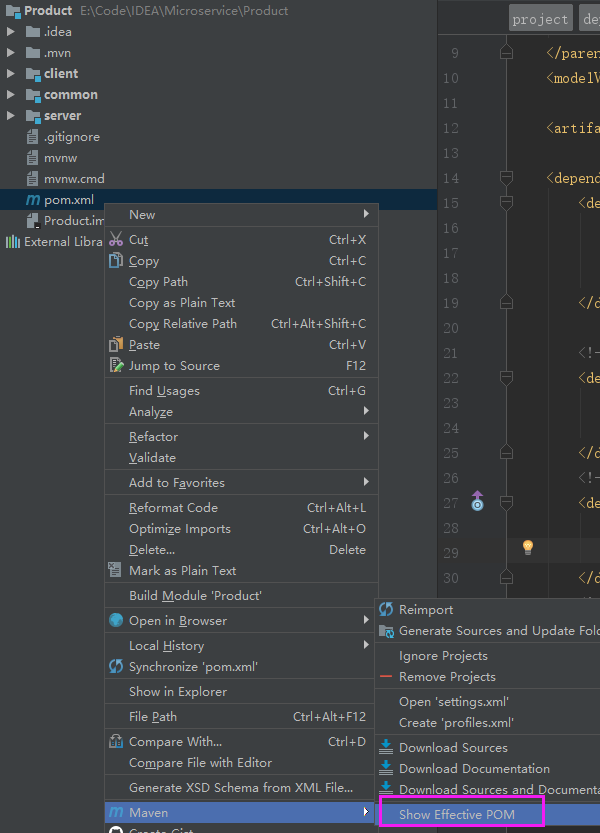 Product E:\Code\IDEA\Microservice\Product
.idea
.mvn
client
common
server
.gitignore
mvnw
mvnw.cmd
pom.xml
Product.im
External Libra
New
Cut Ctrl+X
Copy Ctrl+C
Copy Path Ctrl+Shift+C
Copy as Plain Text
Copy Relative Path Ctrl+Alt+Shift+C
Paste Ctrl+V
Jump to Source F12
Find Usages Ctrl+G
Analyze
Refactor
Validate
Add to Favorites
Reformat Code Ctrl+Alt+L
Optimize Imports Ctrl+Alt+O
Delete... Delete
Mark as Plain Text
Build Module 'Product'
Open in Browser
Local History
Synchronize 'pom.xml'
Show in Explorer
File Path Ctrl+Alt+F12
Compare With... Ctrl+D
Compare File with Editor
Generate XSD Schema from XML File...
Maven
Create Gist
Reimport
Generate Sources and Update Fold
Ignore Projects
Remove Projects
Open 'settings.xml'
Create 'profiles.xml'
Download Sources
Download Documentation
Download Sources and Documenta
Show Effective POM
project de
9 </paren
10 <modelV
11
12 <artifa
13
14 <depend
15 <de
16
17
18
19 </d
20
21 <!-
22 <de
23
24
25 </d
26 <!-
27 <de
28
29
30 </d